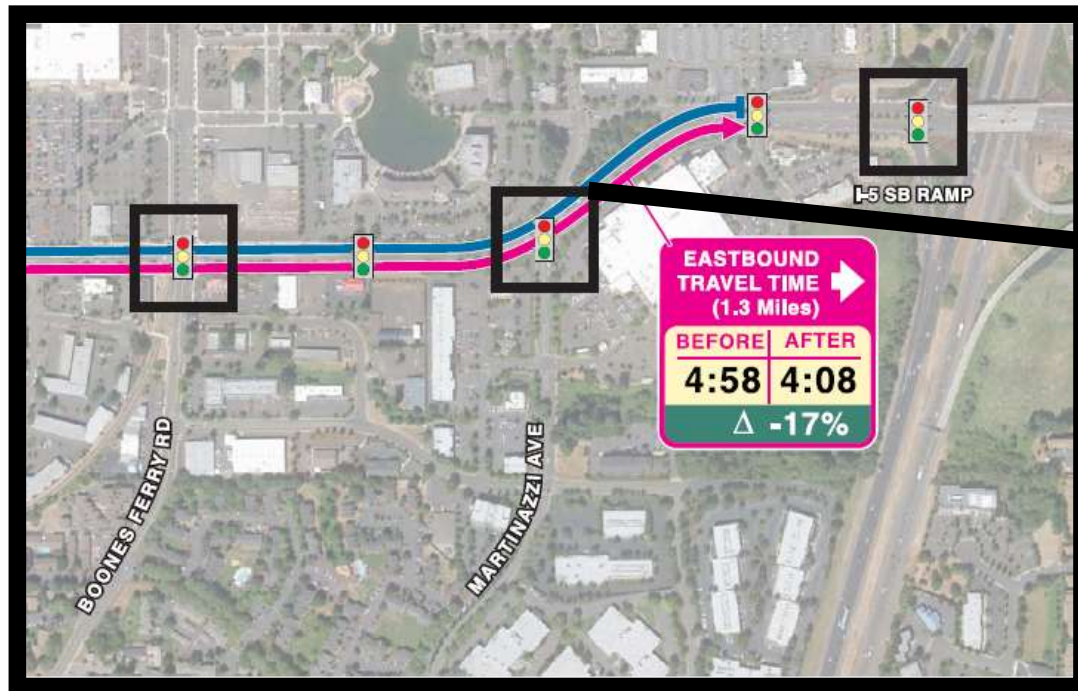 I-5 SB RAMP
EASTBOUND
TRAVEL TIME
(1.3 Miles)
BEFORE AFTER
4:58 4:08
Δ -17%
BOONES FERRY RD
MARTINAZZI AVE